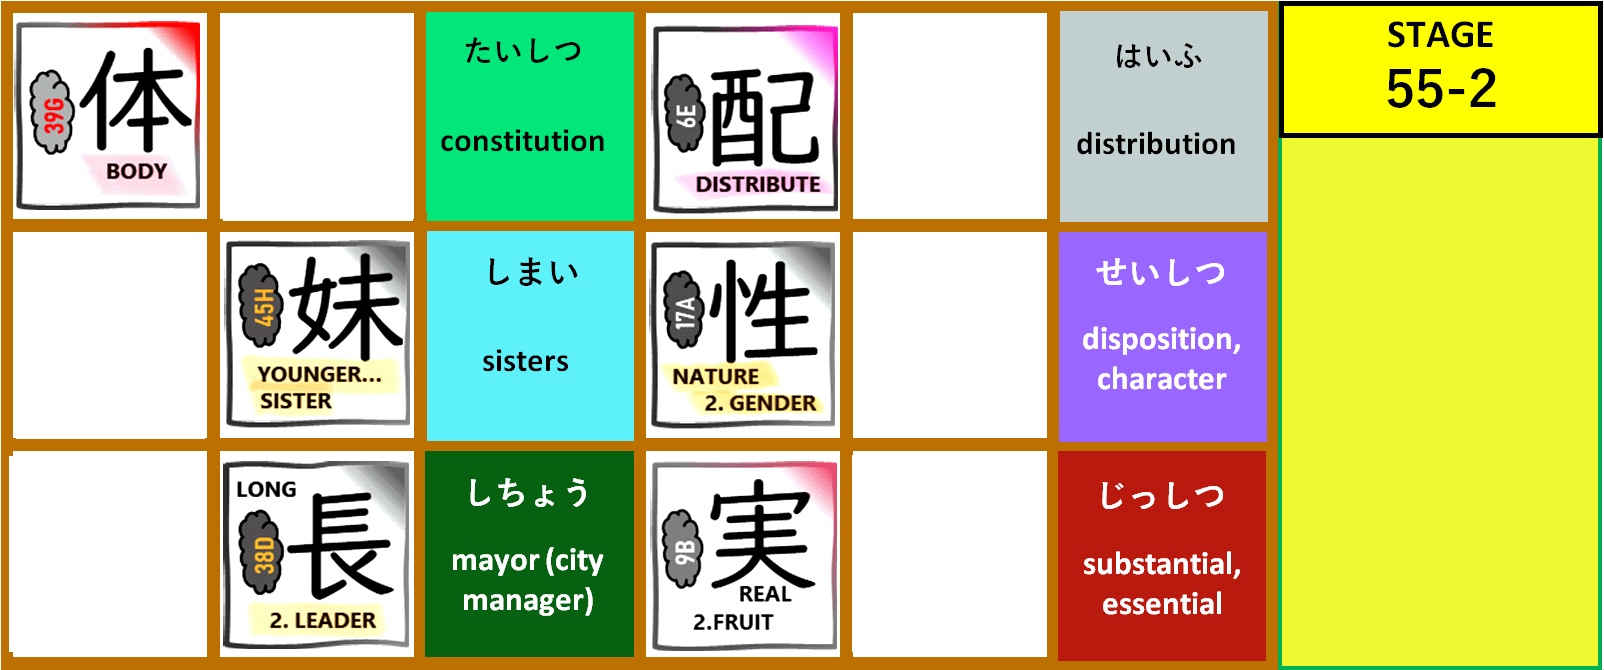 39G
体
BODY
たいしつ
constitution
6E
配
DISTRIBUTE
はいふ
distribution
STAGE
55-2
45H
妹
YOUNGER...
SISTER
しまい
sisters
17A
性
NATURE
2. GENDER
せいしつ
disposition,
character
LONG
38D
長
2. LEADER
しちょう
mayor (city
manager)
9B
実
REAL
2.FRUIT
じっしつ
substantial,
essential